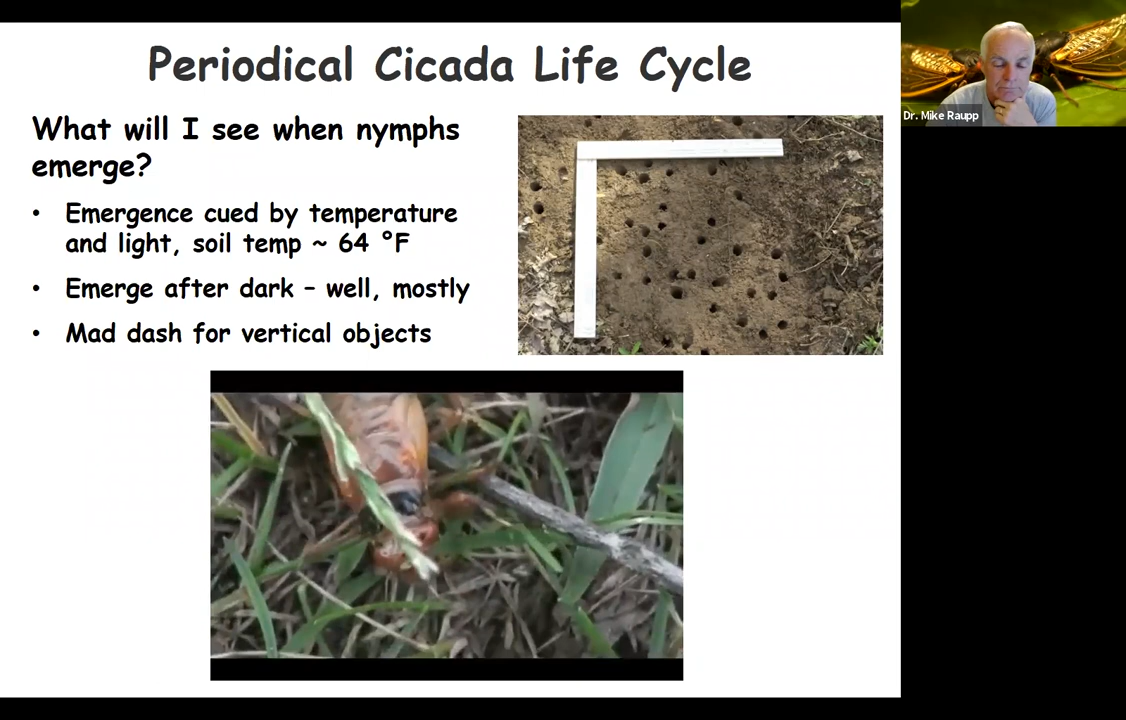 Periodical Cicada Life Cycle
What will I see when nymphs
emerge?
• Emergence cued by temperature
and light, soil temp ~ 64 °F
• Emerge after dark – well, mostly
• Mad dash for vertical objects
Dr. Mike Raupp